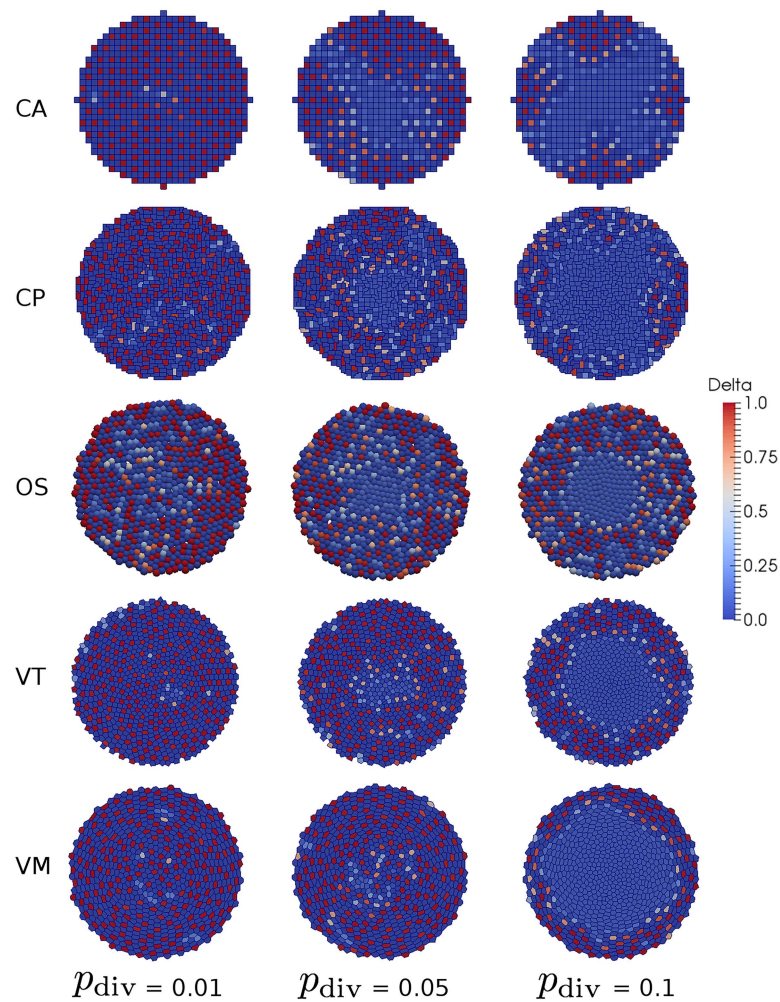 CA
CP
Delta
1.0
OS
0.75
0.5
0.25
0.0
VT
VM
p_div = 0.01 p_div = 0.05 p_div = 0.1